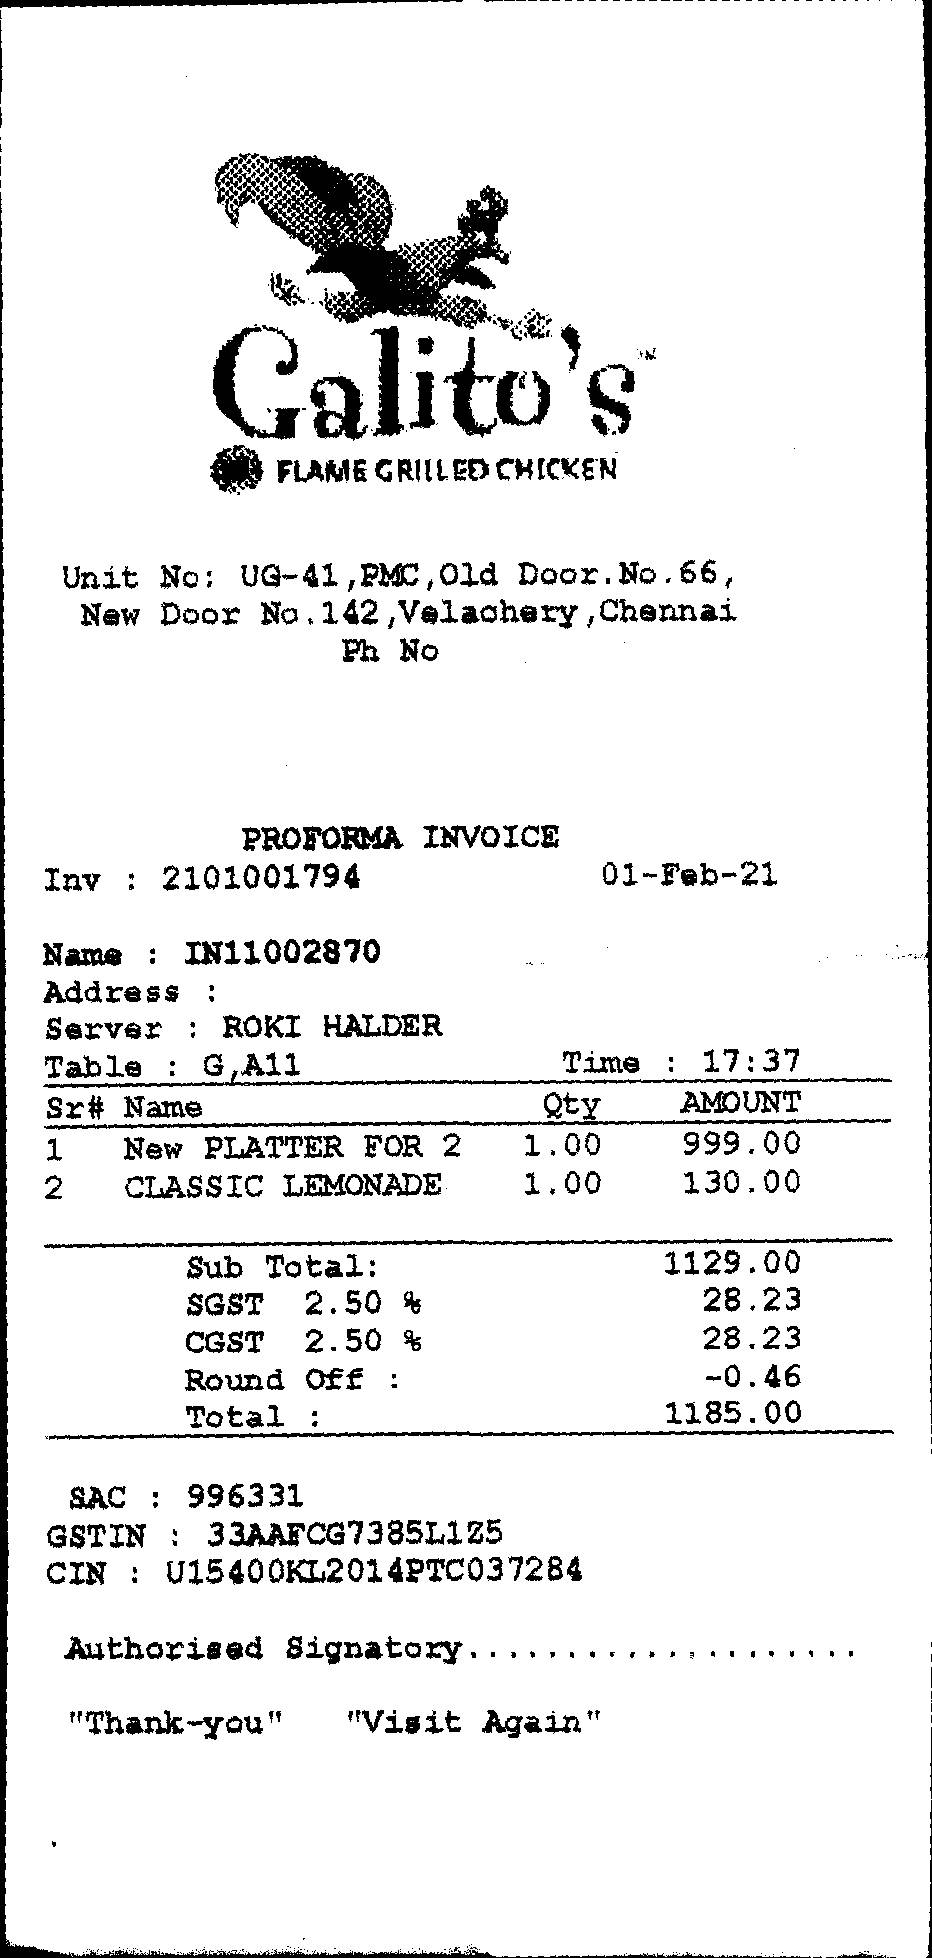 Galito's™
FLAME GRILLED CHICKEN
Unit No: UG-41,PMC,Old Door.No.66,
New Door No.142,Velachery,Chennai
Ph No
PROFORMA INVOICE
Inv : 2101001794 01-Feb-21
Name : IN11002870
Address :
Server : ROKI HALDER
Table : G,A11 Time : 17:37
Sr# Name Qty AMOUNT
1 New PLATTER FOR 2 1.00 999.00
2 CLASSIC LEMONADE 1.00 130.00
Sub Total: 1129.00
SGST 2.50 % 28.23
CGST 2.50 % 28.23
Round Off : -0.46
Total : 1185.00
SAC : 996331
GSTIN : 33AAFCG7385L1Z5
CIN : U15400KL2014PTC037284
Authorised Signatory....................
"Thank-you" "Visit Again"